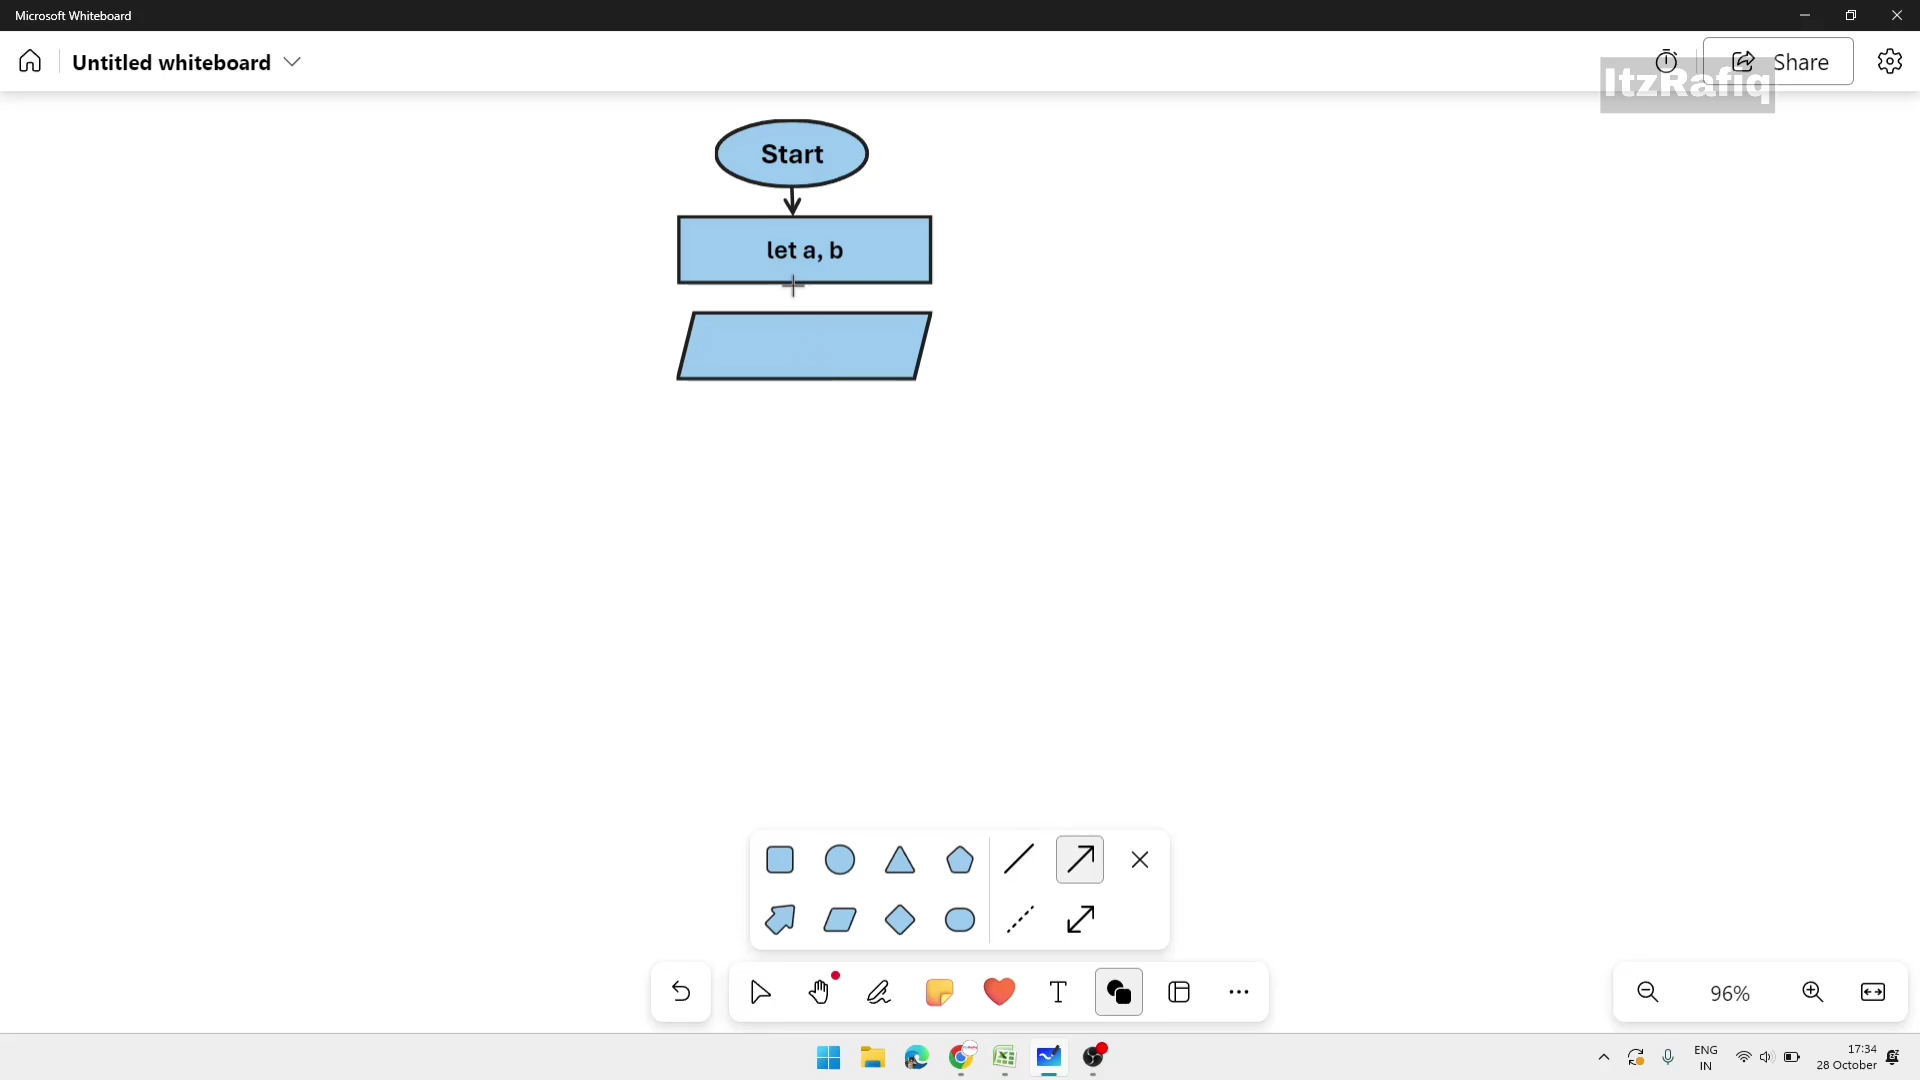 Microsoft Whiteboard
Untitled whiteboard
Share
ItzRafiq
Start
let a, b
96%
ENG
IN
17:34
28 October